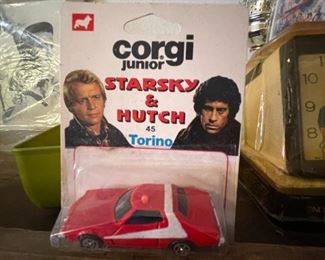 corgi
junior
STARSKY
& HUTCH
45
Torino